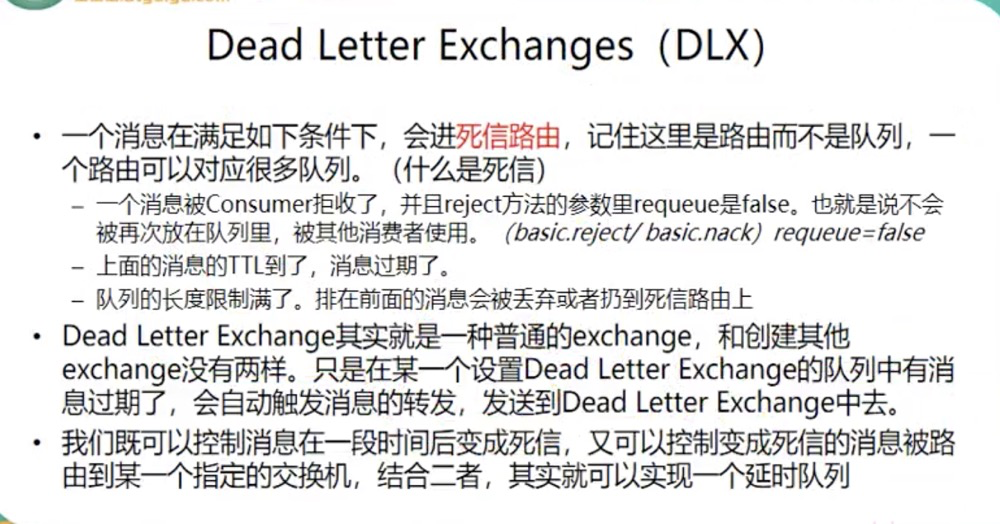 Dead Letter Exchanges（DLX）
• 一个消息在满足如下条件下，会进死信路由，记住这里是路由而不是队列，一
个路由可以对应很多队列。（什么是死信）
– 一个消息被Consumer拒收了，并且reject方法的参数里requeue是false。也就是说不会
被再次放在队列里，被其他消费者使用。（basic.reject/ basic.nack）requeue=false
– 上面的消息的TTL到了，消息过期了。
– 队列的长度限制满了。排在前面的消息会被丢弃或者扔到死信路由上
• Dead Letter Exchange其实就是一种普通的exchange，和创建其他
exchange没有两样。只是在某一个设置Dead Letter Exchange的队列中有消
息过期了，会自动触发消息的转发，发送到Dead Letter Exchange中去。
• 我们既可以控制消息在一段时间后变成死信，又可以控制变成死信的消息被路
由到某一个指定的交换机，结合二者，其实就可以实现一个延时队列